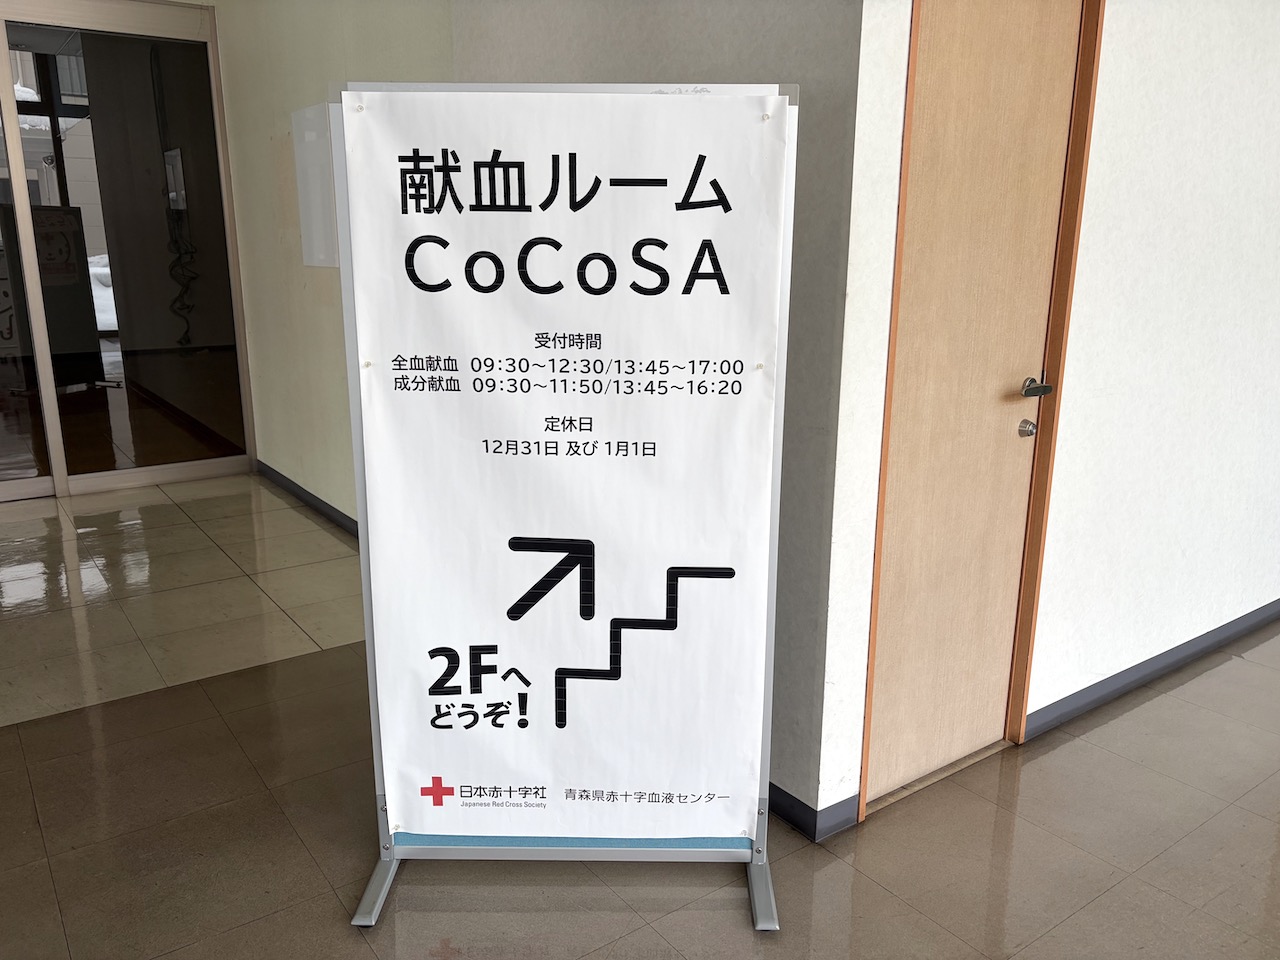 献血ルーム
CoCoSA
受付時間
全血献血 09:30～12:30/13:45～17:00
成分献血 09:30～11:50/13:45～16:20
定休日
12月31日 及び 1月1日
2Fへ
どうぞ!
日本赤十字社 青森県赤十字血液センター
Japanese Red Cross Society